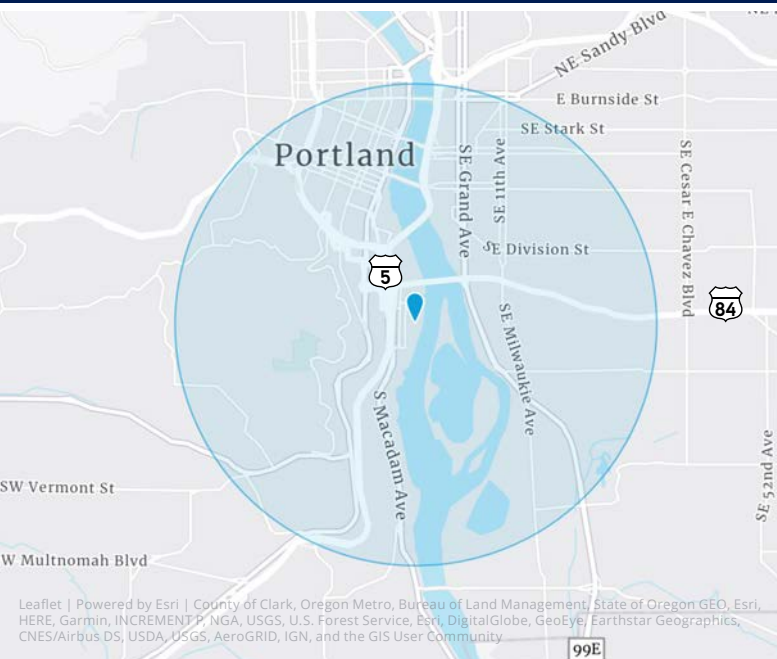 NE Sandy Blvd
E Burnside St
SE Stark St
Portland
SE Grand Ave
SE 11th Ave
SE Cesar E Chavez Blvd
SE Division St
5
84
SE Milwaukie Ave
S Macadam Ave
SE 52nd Ave
SW Vermont St
W Multnomah Blvd
Leaflet | Powered by Esri | County of Clark, Oregon Metro, Bureau of Land Management, State of Oregon GEO, Esri,
HERE, Garmin, INCREMENT P, NGA, USGS, U.S. Forest Service, Esri, DigitalGlobe, GeoEye, Earthstar Geographics,
CNES/Airbus DS, USDA, USGS, AeroGRID, IGN, and the GIS User Community
99E